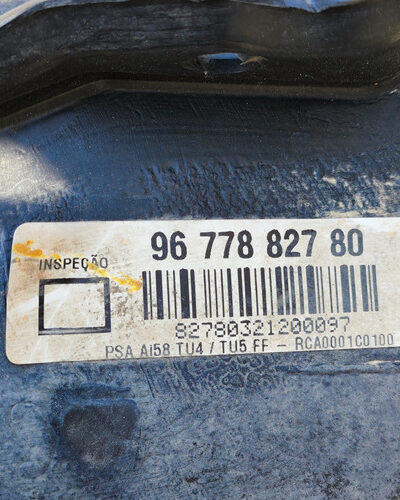 96 778 827 80
INSPEÇÃO
82780321200097
PSA Ai58 TU4 / TU5 FF - RCA0001C0100